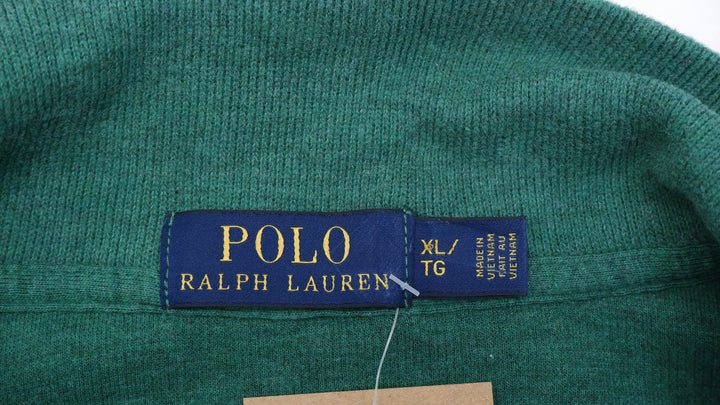 POLO
RALPH LAUREN
XL/
TG
MADE IN
VIETNAM
FAIT AU
VIETNAM